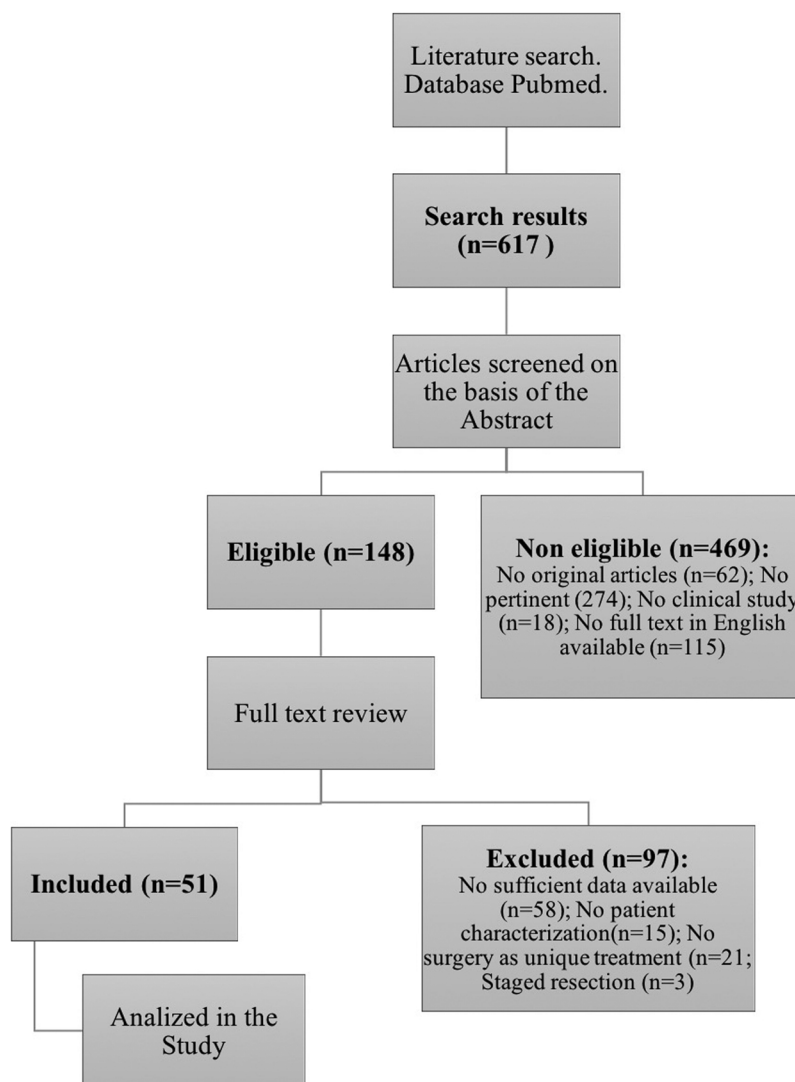 Literature search.
Database Pubmed.
Search results
(n=617 )
Articles screened on
the basis of the
Abstract
Eligible (n=148)
Non eliglible (n=469):
No original articles (n=62); No
pertinent (274); No clinical study
(n=18); No full text in English
available (n=115)
Full text review
Included (n=51)
Excluded (n=97):
No sufficient data available
(n=58); No patient
characterization(n=15); No
surgery as unique treatment (n=21;
Staged resection (n=3)
Analized in the
Study